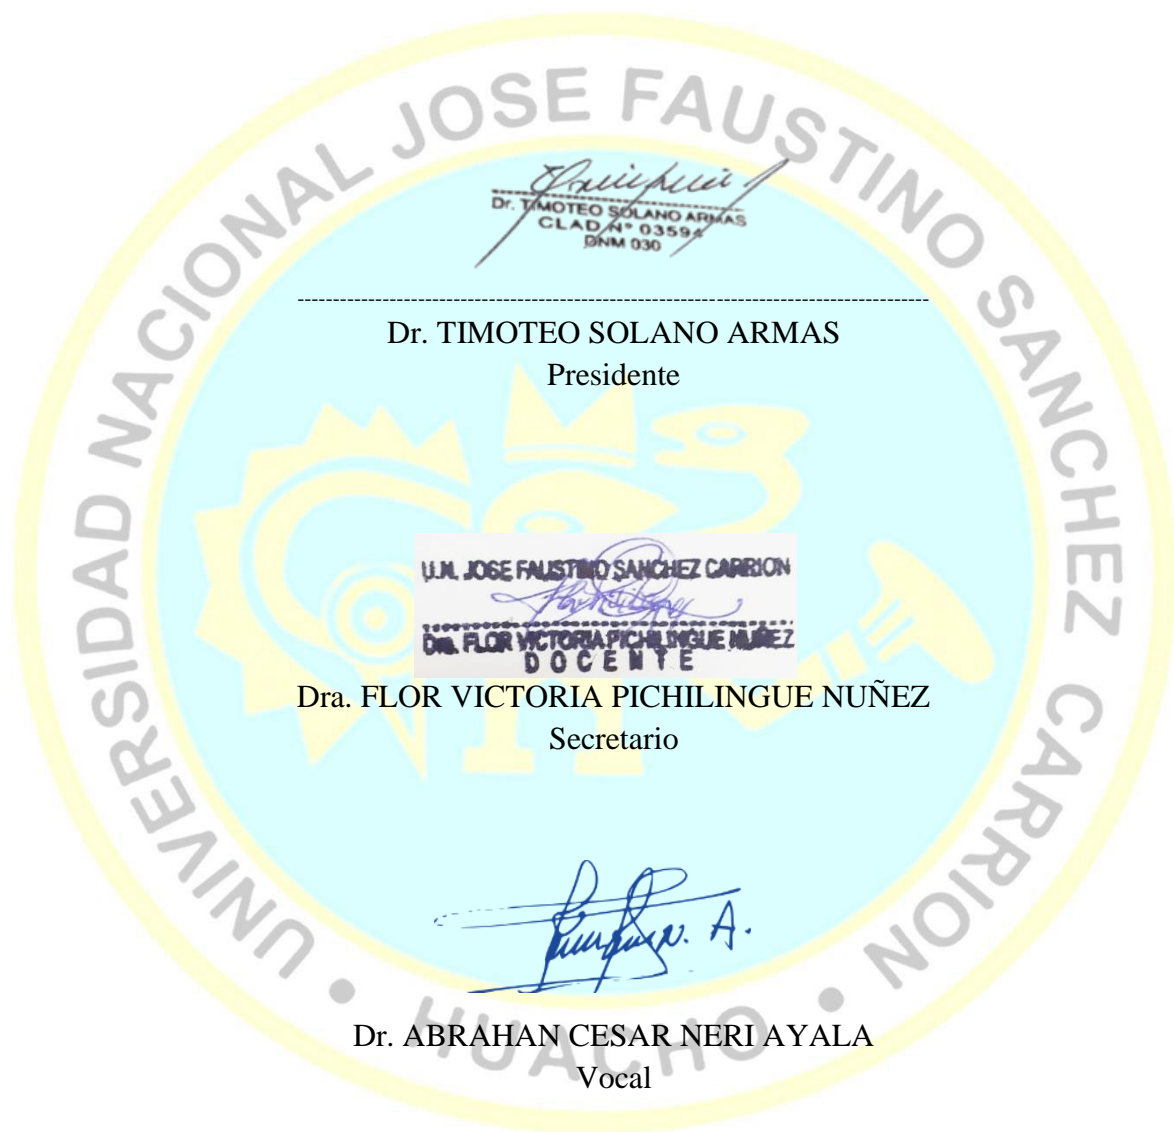 UNIVERSIDAD NACIONAL JOSE FAUSTINO SANCHEZ CARRION
Dr. TIMOTEO SOLANO ARMAS
CLAD N° 03594
DNM 030
Dr. TIMOTEO SOLANO ARMAS
Presidente
U.N. JOSE FAUSTINO SANCHEZ CARRION
Dra. FLOR VICTORIA PICHILINGUE NUÑEZ
DOCENTE
Dra. FLOR VICTORIA PICHILINGUE NUÑEZ
Secretario
Dr. ABRAHAN CESAR NERI AYALA
Vocal
• HUACHO •